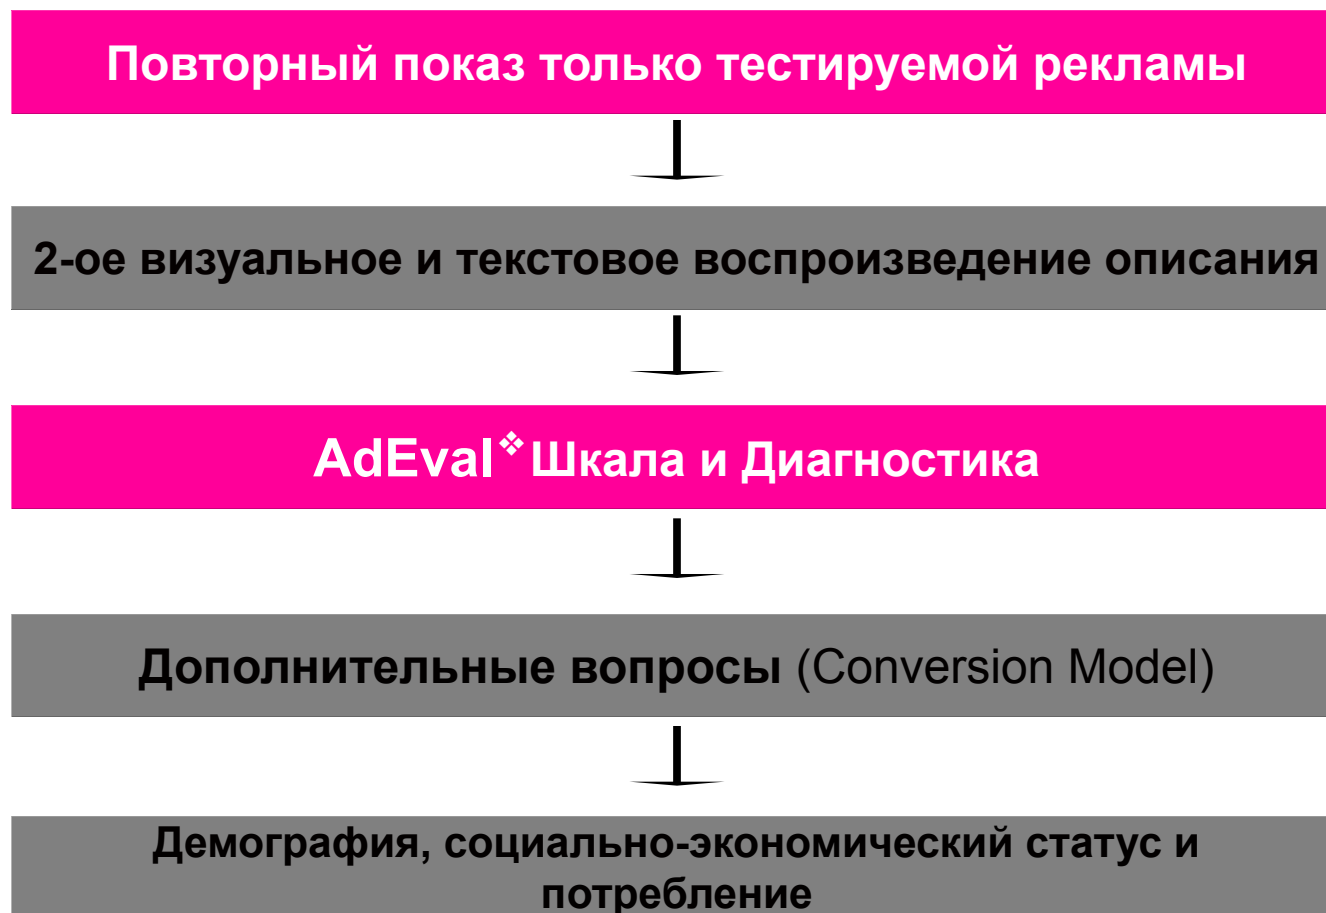 Повторный показ только тестируемой рекламы
2-ое визуальное и текстовое воспроизведение описания
AdEval❖Шкала и Диагностика
Дополнительные вопросы (Conversion Model)
Демография, социально-экономический статус и
потребление